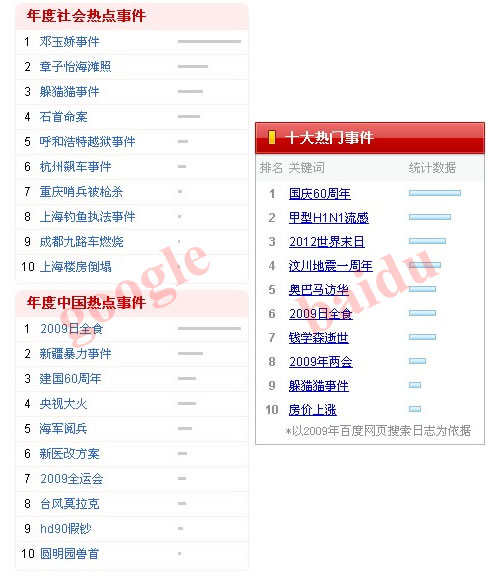 年度社会热点事件
1 邓玉娇事件
2 章子怡海滩照
3 躲猫猫事件
4 石首命案
5 呼和浩特越狱事件
6 杭州飙车事件
7 重庆哨兵被枪杀
8 上海钓鱼执法事件
9 成都九路车燃烧
10 上海楼房倒塌
google
年度中国热点事件
1 2009日全食
2 新疆暴力事件
3 建国60周年
4 央视大火
5 海军阅兵
6 新医改方案
7 2009全运会
8 台风莫拉克
9 hd90假钞
10 圆明园兽首
十大热门事件
排名 关键词 统计数据
1 国庆60周年
2 甲型H1N1流感
3 2012世界末日
4 汶川地震一周年
5 奥巴马访华
6 2009日全食
7 钱学森逝世
8 2009年两会
9 躲猫猫事件
10 房价上涨
*以2009年百度网页搜索日志为依据
baidu